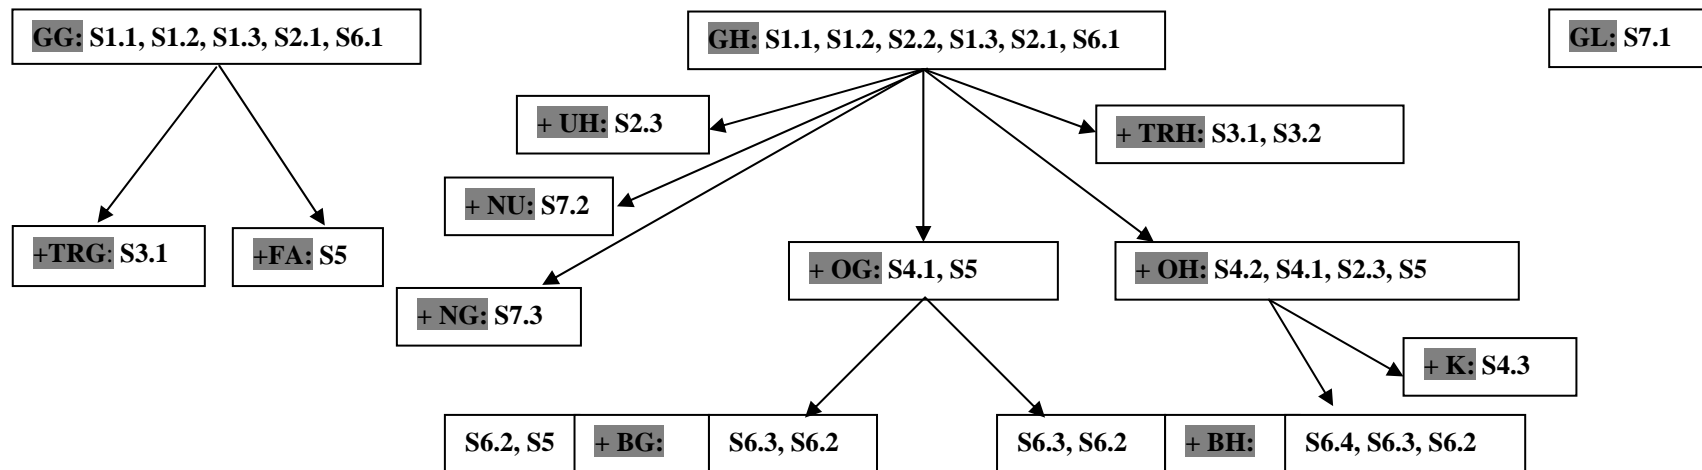 GG: S1.1, S1.2, S1.3, S2.1, S6.1
GH: S1.1, S1.2, S2.2, S1.3, S2.1, S6.1
GL: S7.1
+ UH: S2.3
+ TRH: S3.1, S3.2
+ NU: S7.2
+TRG: S3.1
+FA: S5
+ OG: S4.1, S5
+ OH: S4.2, S4.1, S2.3, S5
+ NG: S7.3
+ K: S4.3
S6.2, S5 + BG: S6.3, S6.2
S6.3, S6.2 + BH: S6.4, S6.3, S6.2